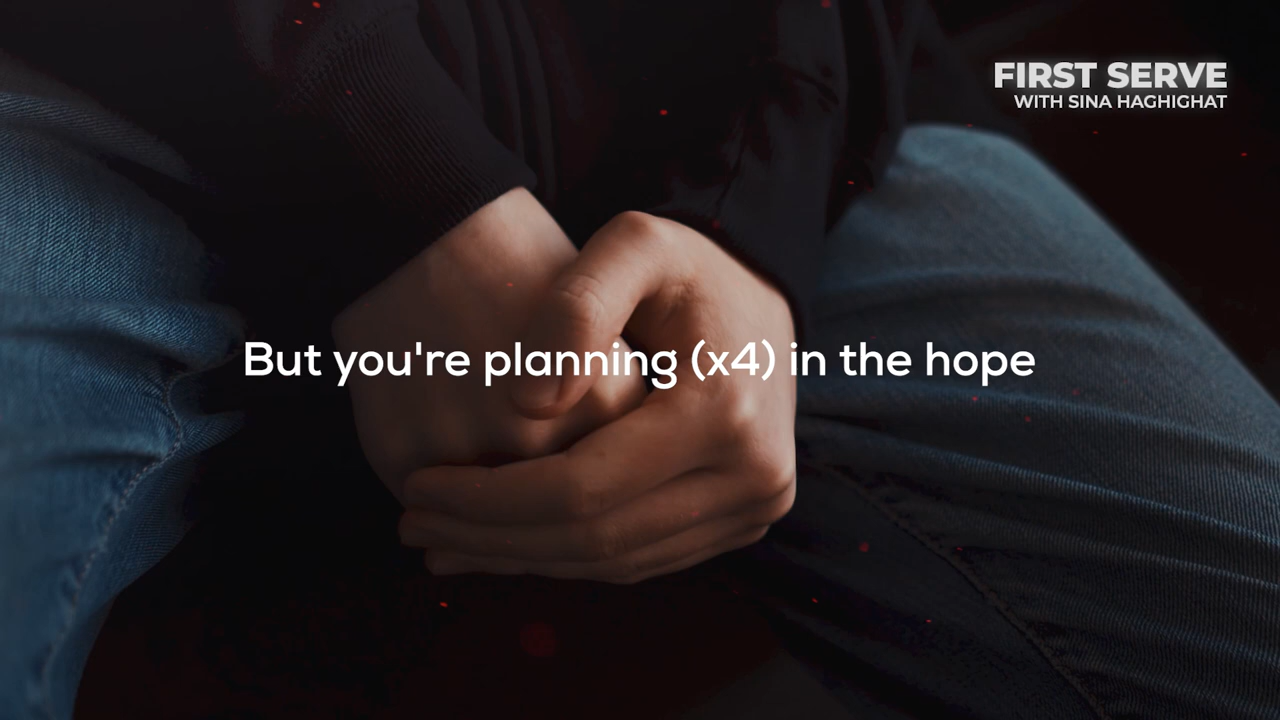 FIRST SERVE
WITH SINA HAGHIGHAT
But you're planning (x4) in the hope